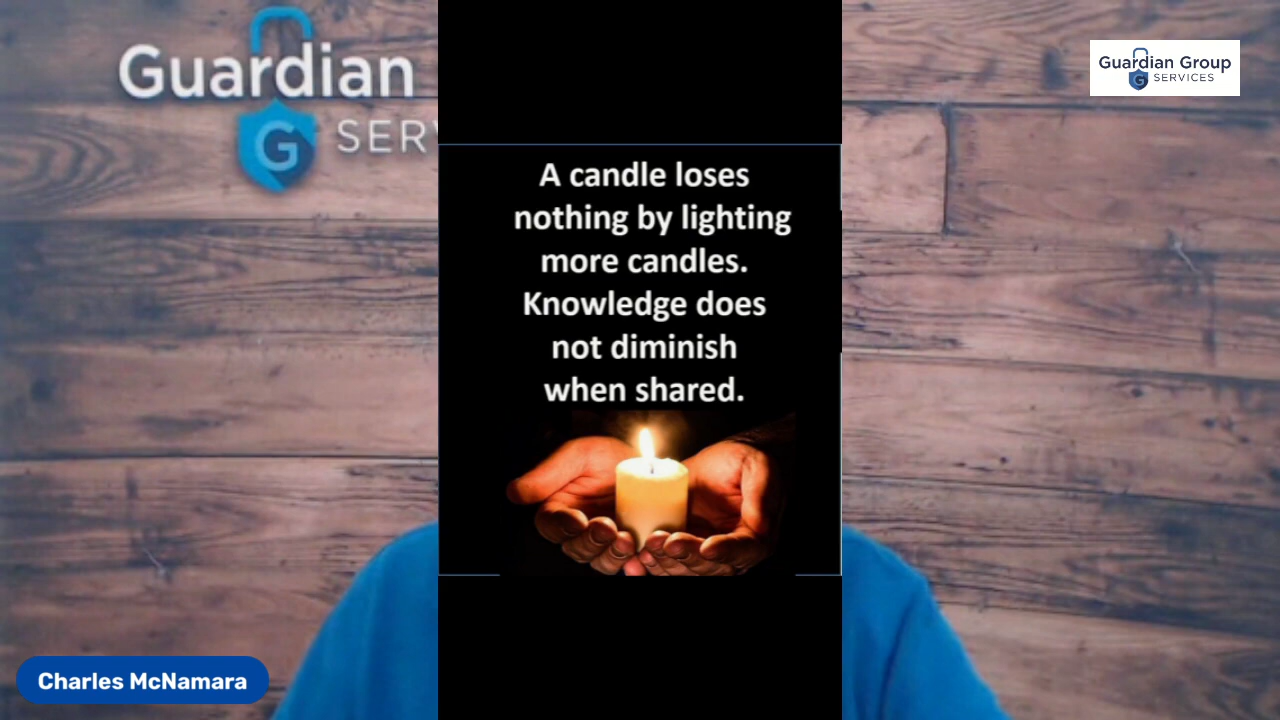 Guardian
G
SERV
Guardian Group
G
SERVICES
A candle loses
nothing by lighting
more candles.
Knowledge does
not diminish
when shared.
Charles McNamara